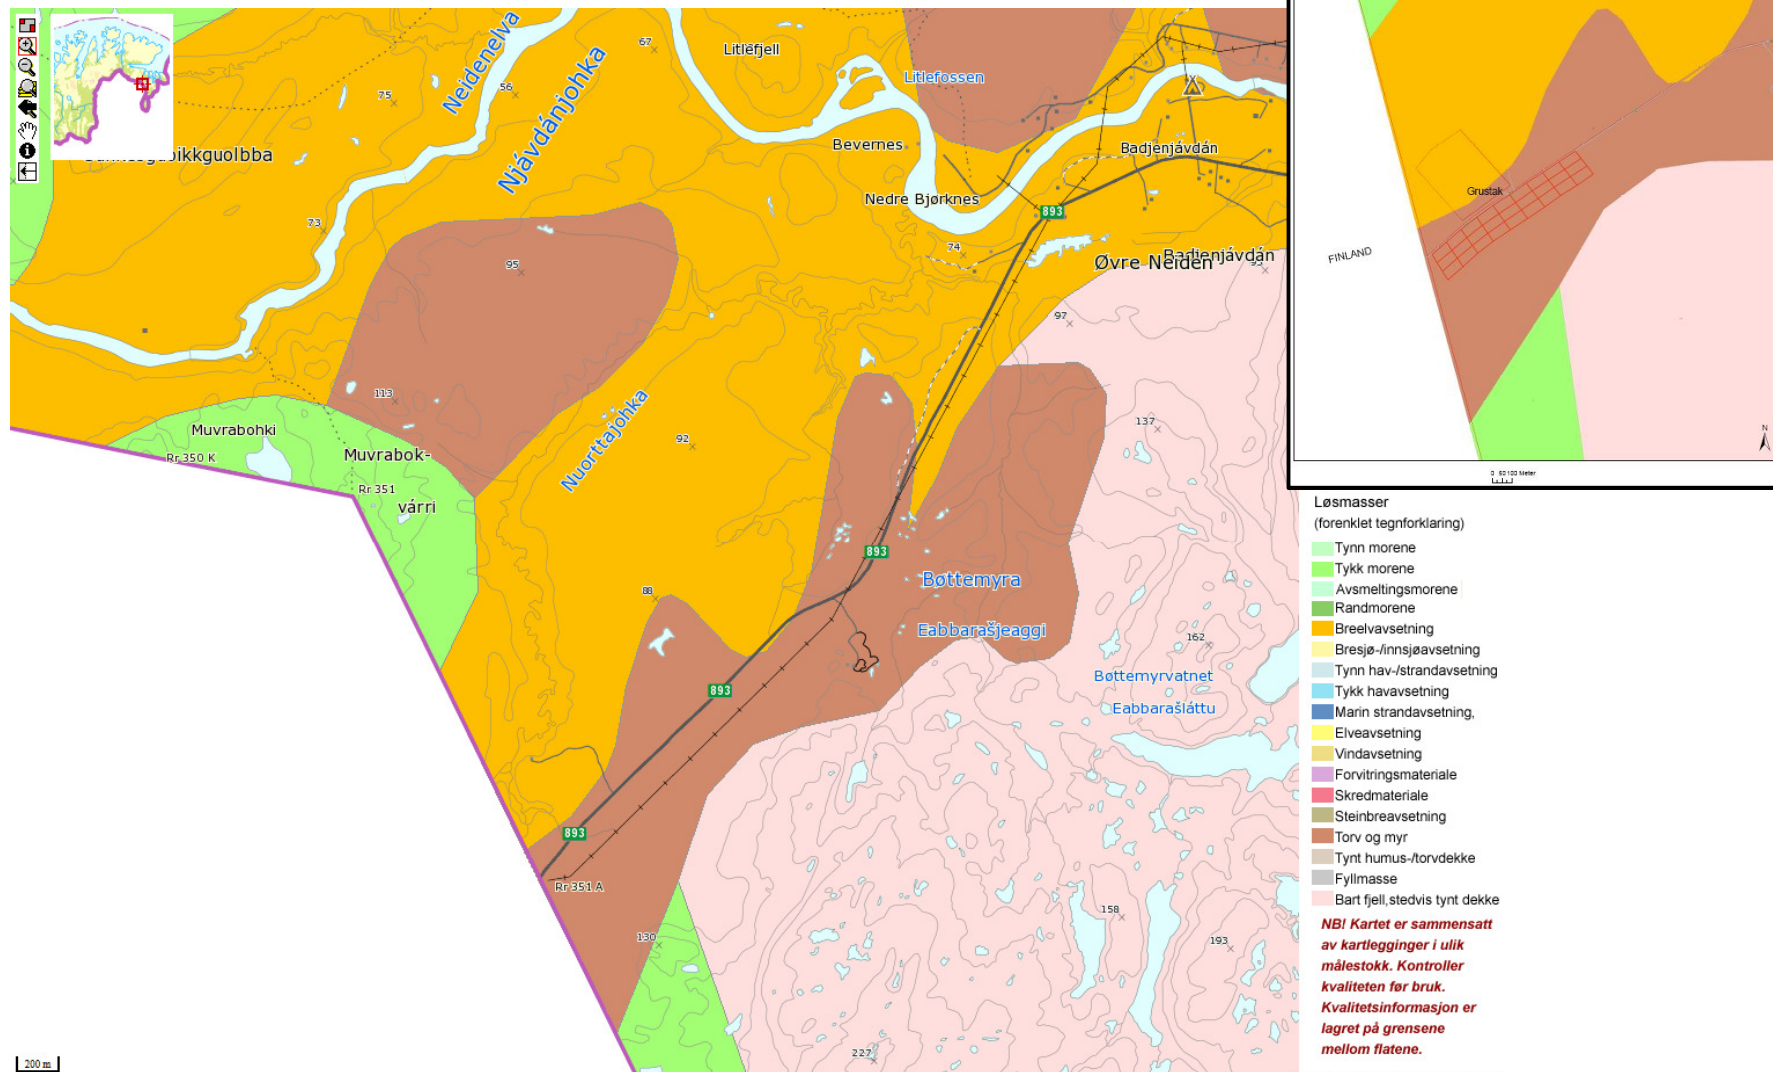 Neidenelva
67
Litlefjell
Litlefossen
75
56
Njávdánjohka
Bevernes
Badjenjávdán
Nedre Bjørknes
893
73
74
Øvre Neiden
Badjenjávdán
95
97
113
137
Muvrabohki
92
Nuorttajohka
Rr 350 K
Muvrabok-
várri
Rr 351
893
Bøttemyra
88
Eabbarašjeaggi
162
Bøttemyrvatnet
Eabbarašláttu
893
893
Rr 351 A
158
130
193
227
200 m
Grustak
FINLAND
N
0 50 100 Meter
Løsmasser
(forenklet tegnforklaring)
Tynn morene
Tykk morene
Avsmeltingsmorene
Randmorene
Breelvavsetning
Bresjø-/innsjøavsetning
Tynn hav-/strandavsetning
Tykk havavsetning
Marin strandavsetning,
Elveavsetning
Vindavsetning
Forvitringsmateriale
Skredmateriale
Steinbreavsetning
Torv og myr
Tynt humus-/torvdekke
Fyllmasse
Bart fjell,stedvis tynt dekke
NB! Kartet er sammensatt
av kartlegginger i ulik
målestokk. Kontroller
kvaliteten før bruk.
Kvalitetsinformasjon er
lagret på grensene
mellom flatene.